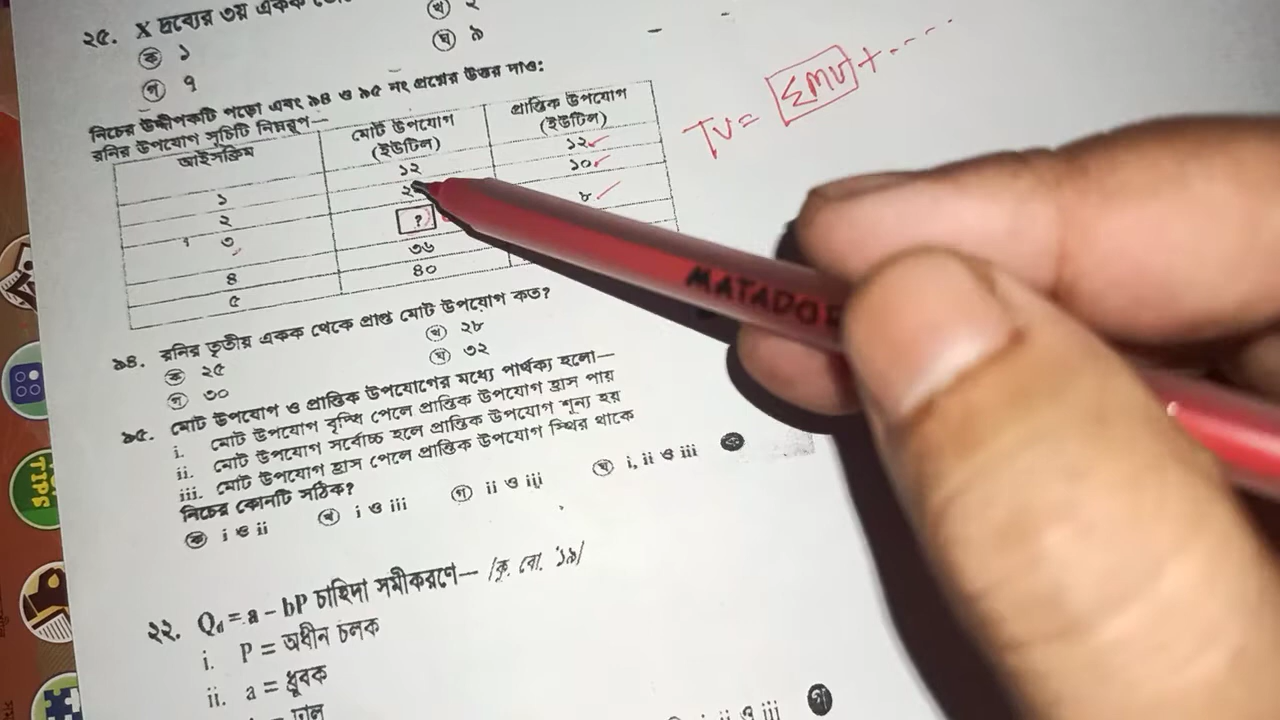 ২৫. X দ্রব্যের ৩য় একক
ক ১
খ ২
গ ৭
ঘ ৯
নিচের উদ্দীপকটি পড়ো এবং ৯৪ ও ৯৫ নং প্রশ্নের উত্তর দাও:
রনির উপযোগ সূচিটি নিম্নরূপ—
আইসক্রিম মোট উপযোগ (ইউটিল) প্রান্তিক উপযোগ (ইউটিল)
১ ১২ ১২
২ ১০
৩ ? ৮
৪ ৩৬
৫ ৪০
TU = ΣMU + ----
MATADOR
৯৪. রনির তৃতীয় একক থেকে প্রাপ্ত মোট উপযোগ কত?
ক ২৫ খ ২৮
গ ৩০ ঘ ৩২
৯৫. মোট উপযোগ ও প্রান্তিক উপযোগের মধ্যে পার্থক্য হলো—
i. মোট উপযোগ বৃদ্ধি পেলে প্রান্তিক উপযোগ হ্রাস পায়
ii. মোট উপযোগ সর্বোচ্চ হলে প্রান্তিক উপযোগ শূন্য হয়
iii. মোট উপযোগ হ্রাস পেলে প্রান্তিক উপযোগ স্থির থাকে
নিচের কোনটি সঠিক?
ক i ও ii খ i ও iii গ ii ও iii ঘ i, ii ও iii ক
২২. Qd = a – bP চাহিদা সমীকরণে— /কু. বো. '১৯/
i. P = অধীন চলক
ii. a = ধ্রুবক
ঢাল
ii ও iii গ
TIPS